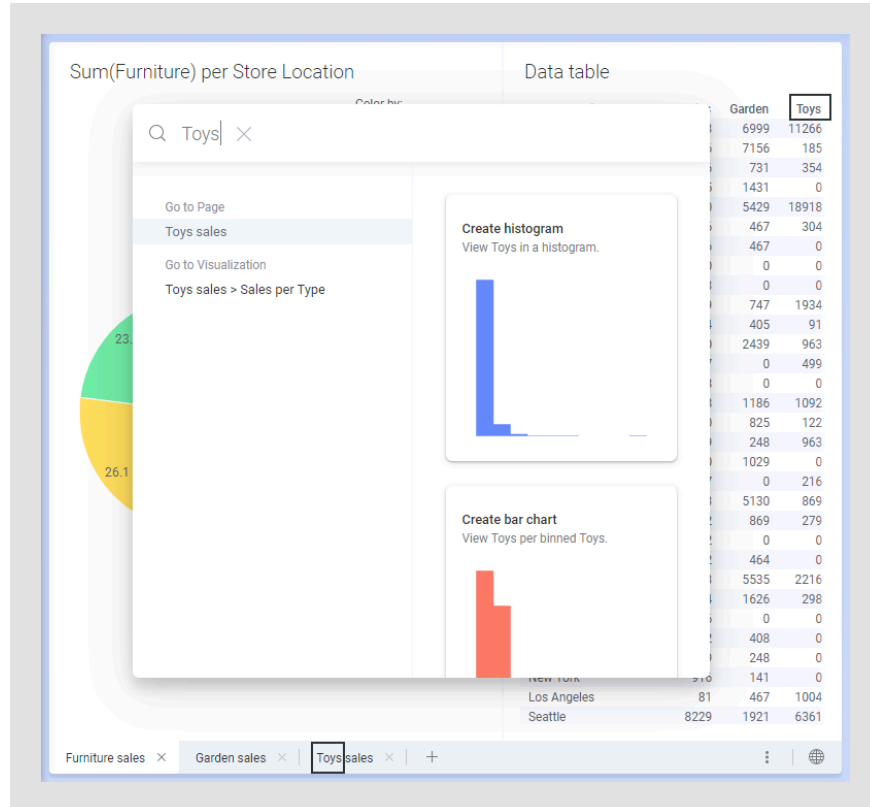 Sum(Furniture) per Store Location
Data table
Color by:
Garden Toys
6999 11266
7156 185
731 354
1431 0
5429 18918
467 304
467 0
0 0
0 0
747 1934
405 91
2439 963
0 499
0 0
1186 1092
825 122
248 963
1029 0
0 216
5130 869
869 279
0 0
464 0
5535 2216
1626 298
0 0
408 0
248 0
New York 916 141 0
Los Angeles 81 467 1004
Seattle 8229 1921 6361
Toys
Go to Page
Toys sales
Go to Visualization
Toys sales > Sales per Type
Create histogram
View Toys in a histogram.
Create bar chart
View Toys per binned Toys.
23.
26.1
Furniture sales Garden sales Toys sales